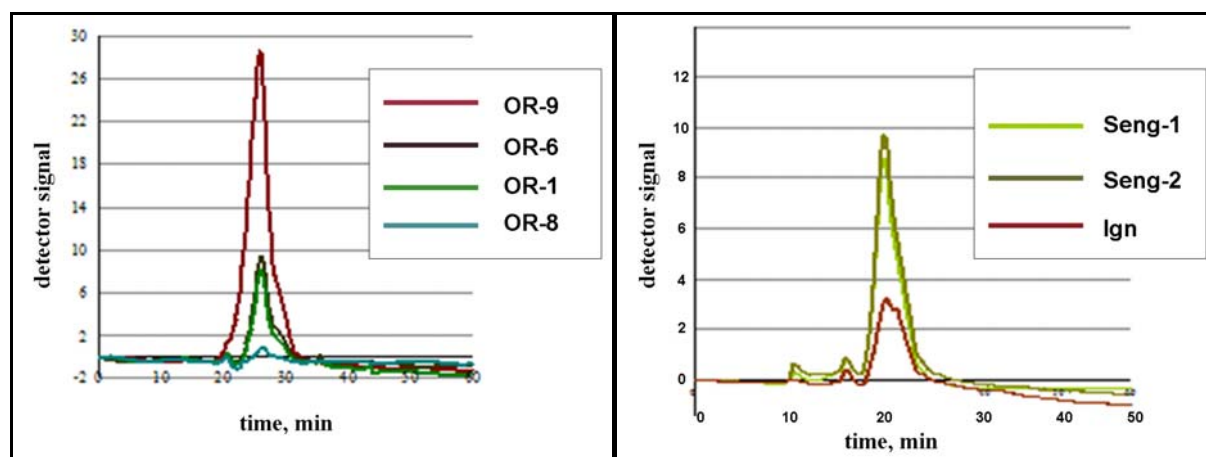 30
26
22
18
14
10
6
2
-2
detector signal
0 10 20 30 40 50 60
time, min
OR-9
OR-6
OR-1
OR-8
12
10
8
6
4
2
0
detector signal
0 10 20 30 40 50
time, min
Seng-1
Seng-2
Ign